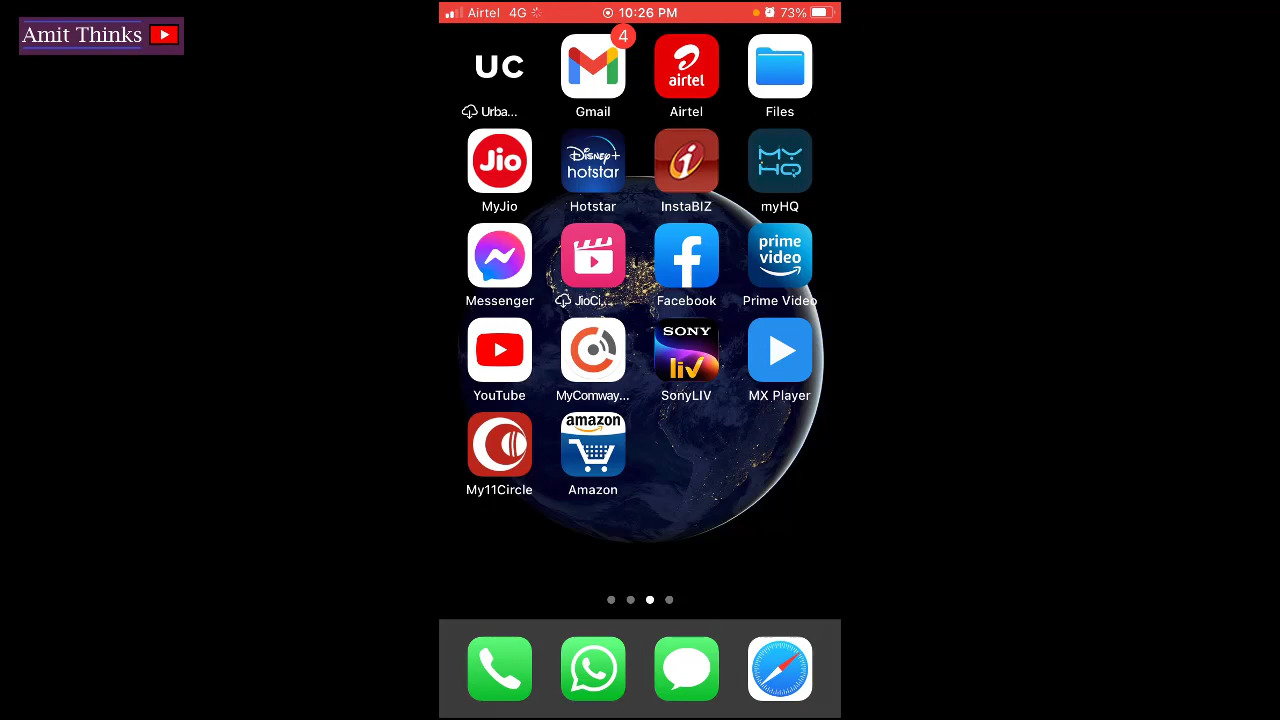 Amit Thinks
Airtel 4G 10:26 PM 73%
UC
4
airtel
Urba... Gmail Airtel Files
Jio
Disney+ hotstar
i
MY HQ
MyJio Hotstar InstaBIZ myHQ
prime video
Messenger JioCi... Facebook Prime Video
SONY liv
YouTube MyComway... SonyLIV MX Player
amazon
My11Circle Amazon